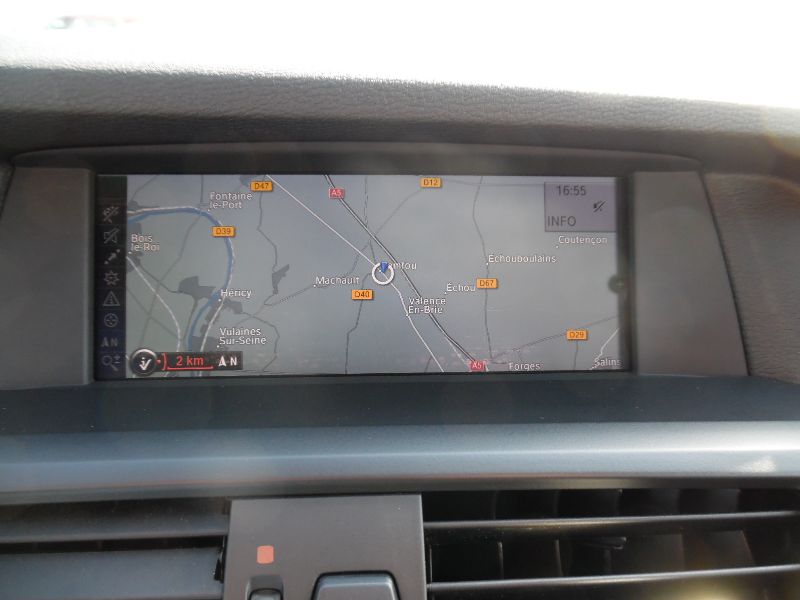 D47
A5
D12
16:55
Fontaine
le-Port
INFO
D39
Bois
le-Roi
Coutençon
Echouboulains
Machault
D67
Échou
Héricy
D40
Valence
En-Brie
Vulaines
Sur-Seine
D29
2 km
N
N
A5
Forges
Salins